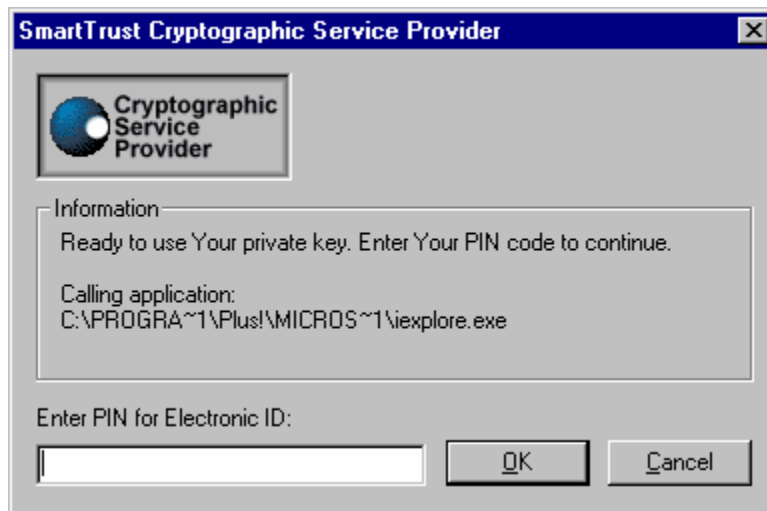 SmartTrust Cryptographic Service Provider
Cryptographic
Service
Provider
Information
Ready to use Your private key. Enter Your PIN code to continue.
Calling application:
C:\PROGRA~1\Plus!\MICROS~1\iexplore.exe
Enter PIN for Electronic ID:
OK
Cancel